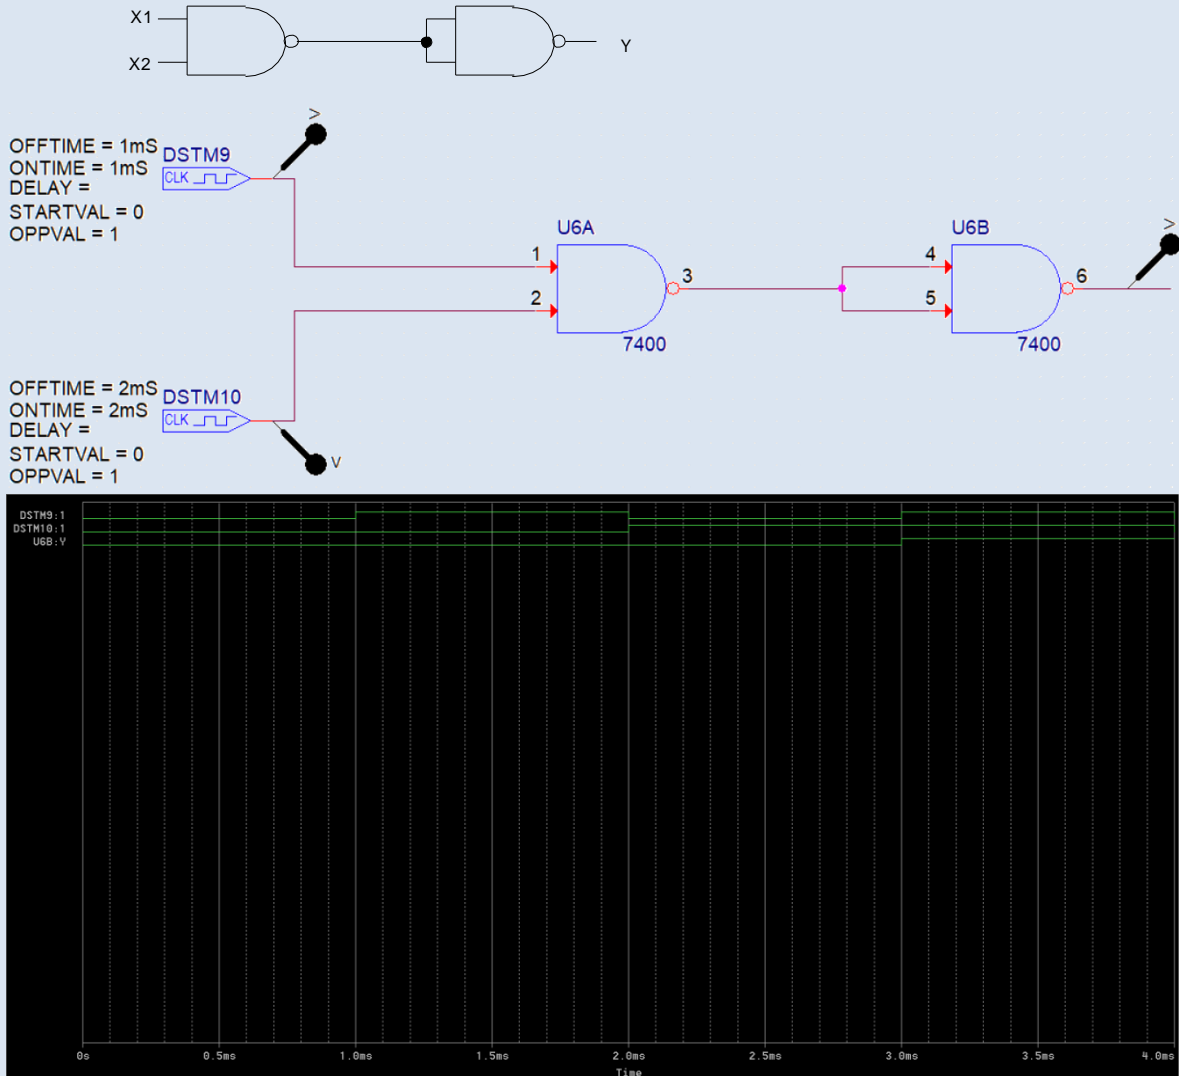 X1
X2
Y
>
OFFTIME = 1mS
ONTIME = 1mS
DELAY =
STARTVAL = 0
OPPVAL = 1
DSTM9
CLK
U6A
1
2
3
7400
U6B
4
5
6
7400
>
OFFTIME = 2mS
ONTIME = 2mS
DELAY =
STARTVAL = 0
OPPVAL = 1
DSTM10
CLK
V
DSTM9:1
DSTM10:1
U6B:Y
0s 0.5ms 1.0ms 1.5ms 2.0ms 2.5ms 3.0ms 3.5ms 4.0ms
Time